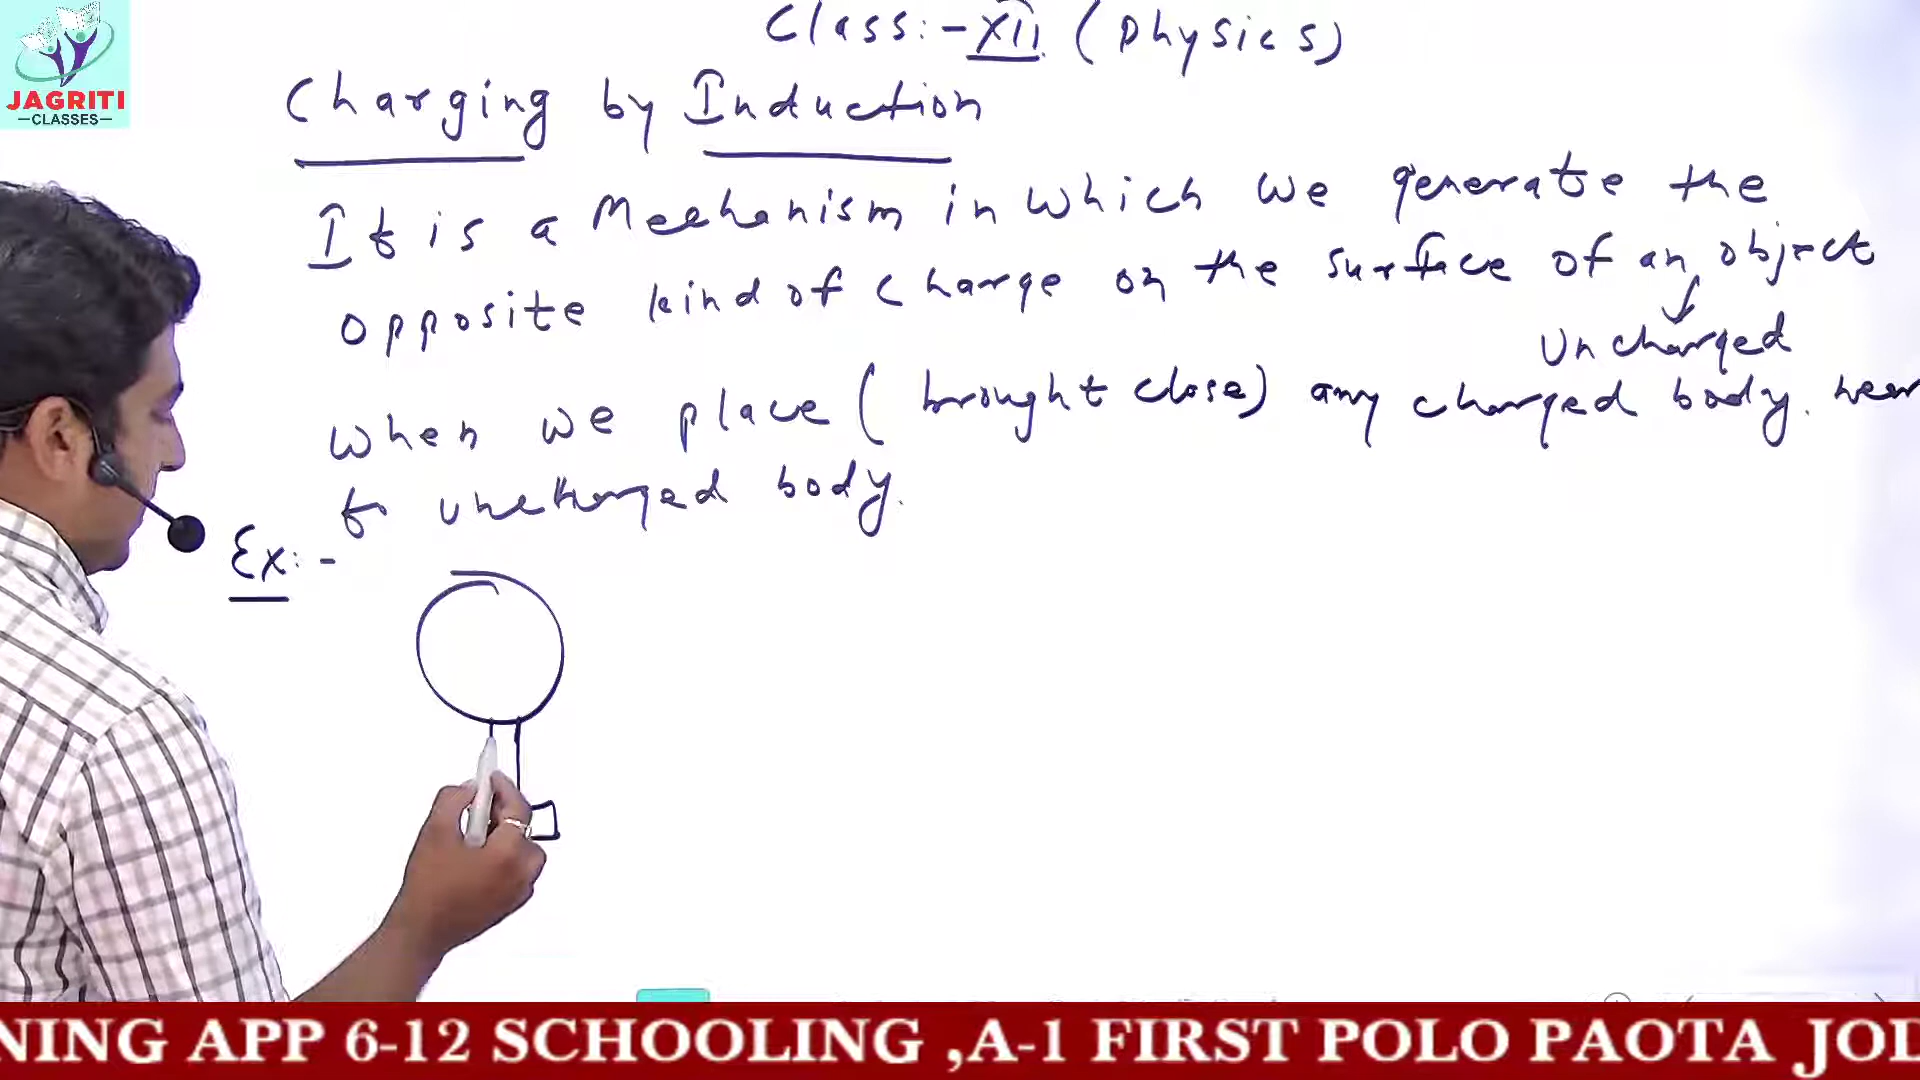 JAGRITI
CLASSES
Class:- XII (Physics)
Charging by Induction
It is a Mechanism in which we generate the
opposite kind of charge on the surface of an object
Uncharged
when we place (brought close) any charged body. near
to uncharged body.
Ex:-
NING APP 6-12 SCHOOLING ,A-1 FIRST POLO PAOTA JOD